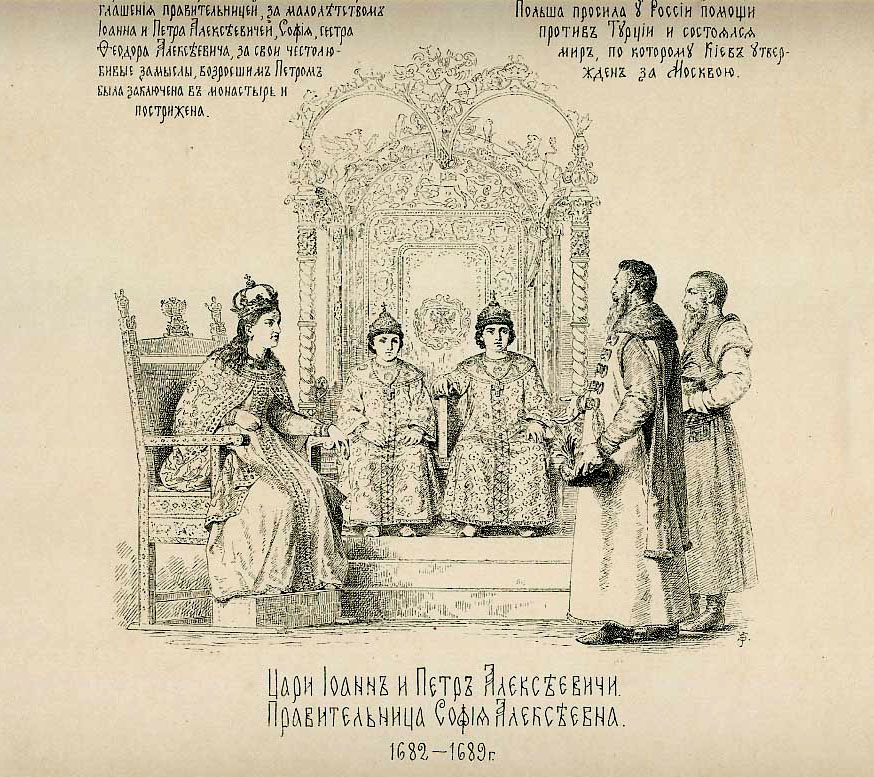 глашенія правительницей, за малолѣтствомъ
Іоанна и Петра Алексѣевичей, Софія, сестра
Ѳеодора Алексѣевича, за свои честолю-
бивые замыслы, возросшимъ Петромъ
была заключена въ монастырь и
пострижена.
Польша просила у Россіи помощи
противъ Турціи и состоялся
миръ, по которому Кіевъ утвер-
жденъ за Москвою.
Цари Іоаннъ и Петръ Алексѣевичи.
Правительница Софія Алексѣевна.
1682—1689г.